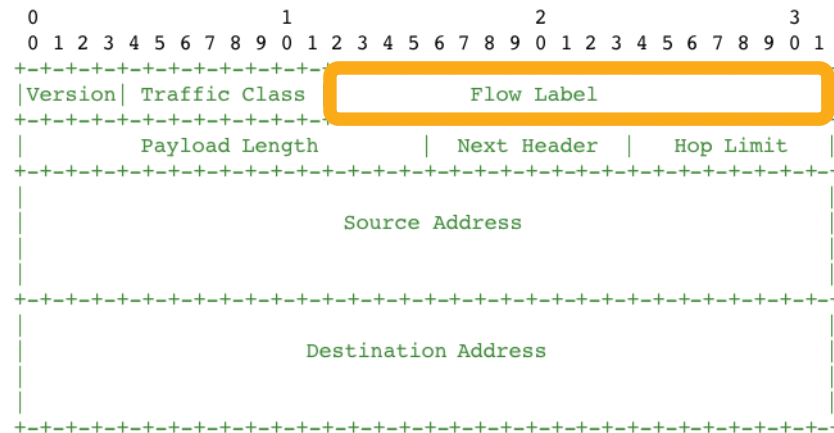 0 1 2 3
0 1 2 3 4 5 6 7 8 9 0 1 2 3 4 5 6 7 8 9 0 1 2 3 4 5 6 7 8 9 0 1
+-+-+-+-+-+-+-+-+-+-+-+-+-
|Version| Traffic Class Flow Label
+-+-+-+-+-+-+-+-+-+-+-+-+-
| Payload Length | Next Header | Hop Limit |
+-+-+-+-+-+-+-+-+-+-+-+-+-+-+-+-+-+-+-+-+-+-+-+-+-+-+-+-+-+-+-+-+
| |
| Source Address |
| |
| |
+-+-+-+-+-+-+-+-+-+-+-+-+-+-+-+-+-+-+-+-+-+-+-+-+-+-+-+-+-+-+-+-+
| |
| Destination Address |
| |
| |
+-+-+-+-+-+-+-+-+-+-+-+-+-+-+-+-+-+-+-+-+-+-+-+-+-+-+-+-+-+-+-+-+